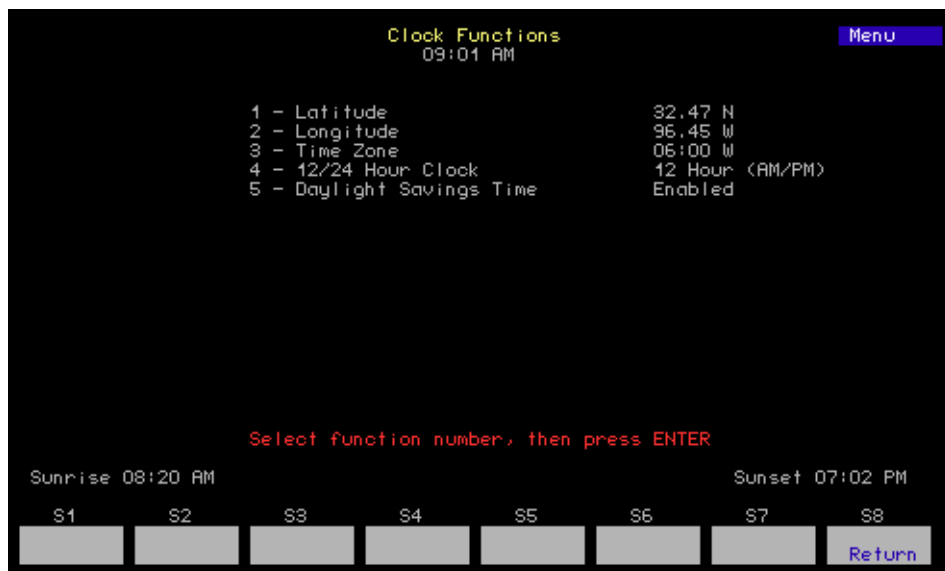 Clock Functions
Menu
09:01 AM
1 - Latitude 32.47 N
2 - Longitude 96.45 W
3 - Time Zone 06:00 W
4 - 12/24 Hour Clock 12 Hour (AM/PM)
5 - Daylight Savings Time Enabled
Select function number, then press ENTER
Sunrise 08:20 AM Sunset 07:02 PM
S1 S2 S3 S4 S5 S6 S7 S8
Return